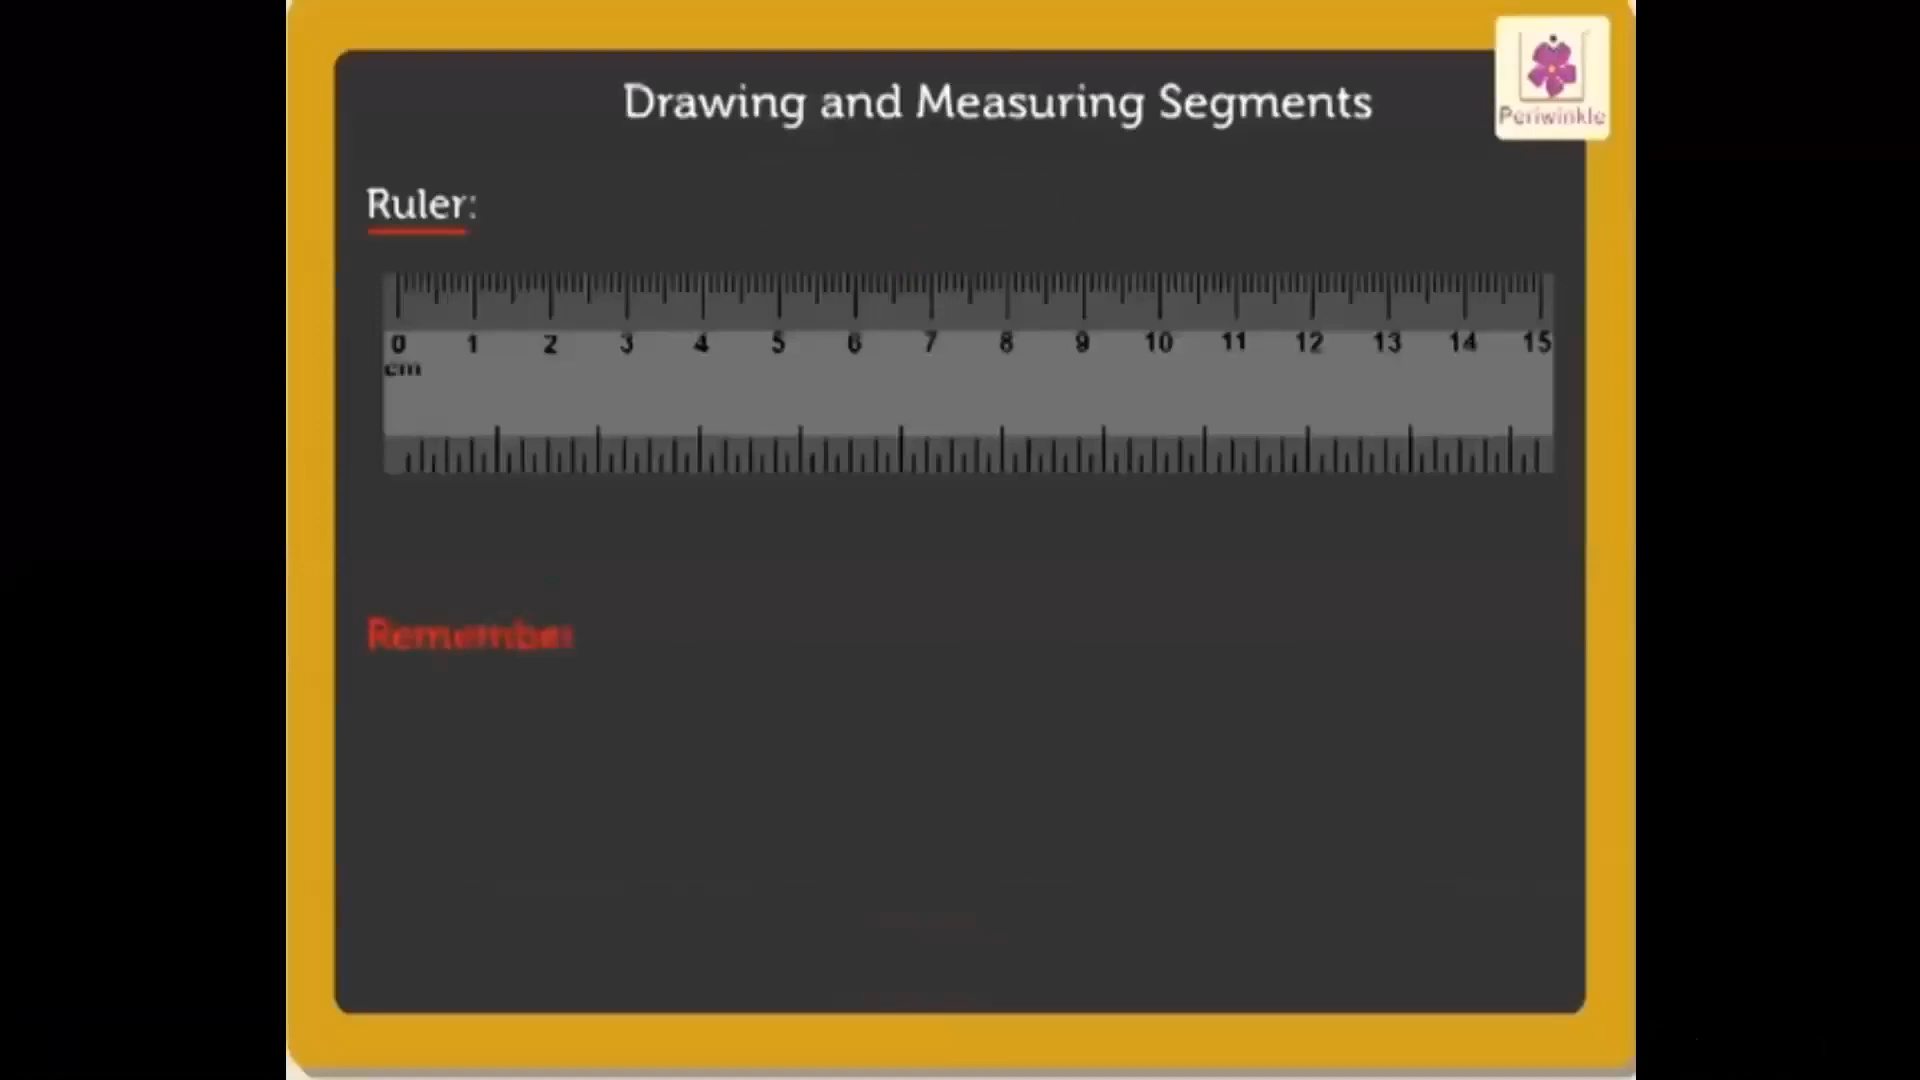 Drawing and Measuring Segments
Periwinkle
Ruler:
0 1 2 3 4 5 6 7 8 9 10 11 12 13 14 15
cm
Remember